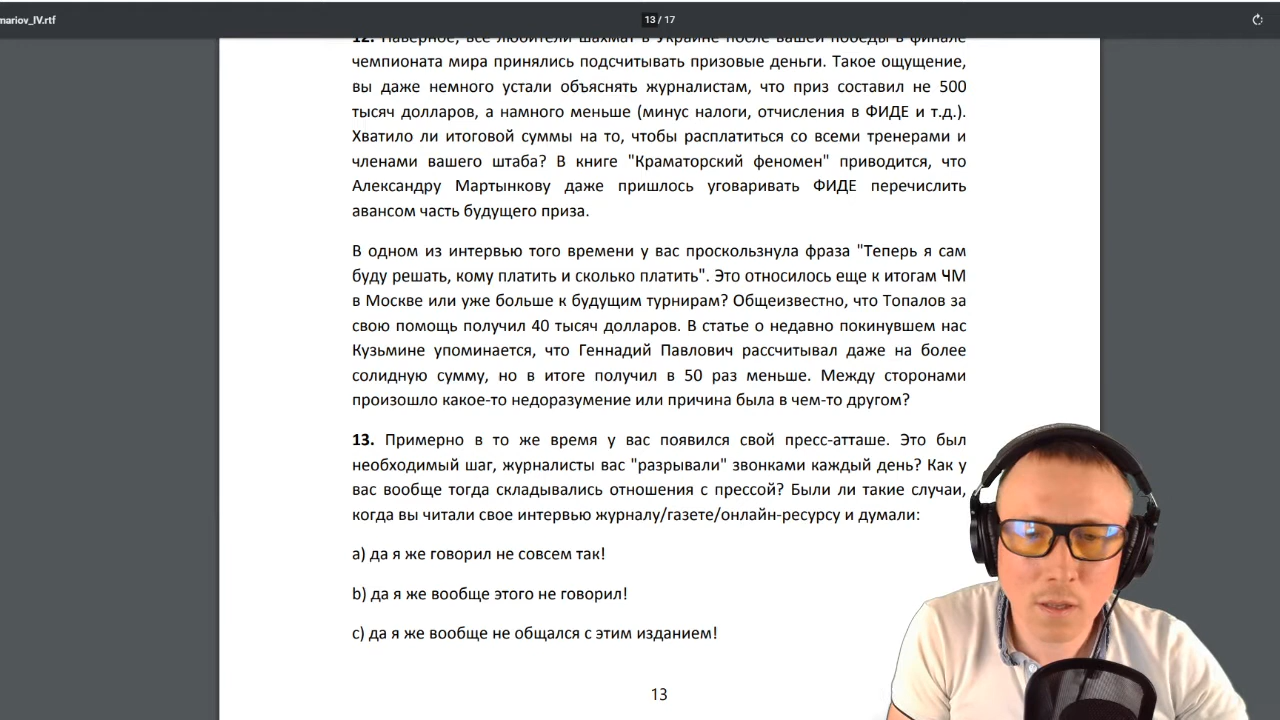 mariov_IV.rtf
13 / 17
12. Наверное, все любители шахмат в Украине после вашей победы в финале
чемпионата мира принялись подсчитывать призовые деньги. Такое ощущение,
вы даже немного устали объяснять журналистам, что приз составил не 500
тысяч долларов, а намного меньше (минус налоги, отчисления в ФИДЕ и т.д.).
Хватило ли итоговой суммы на то, чтобы расплатиться со всеми тренерами и
членами вашего штаба? В книге "Краматорский феномен" приводится, что
Александру Мартынкову даже пришлось уговаривать ФИДЕ перечислить
авансом часть будущего приза.
В одном из интервью того времени у вас проскользнула фраза "Теперь я сам
буду решать, кому платить и сколько платить". Это относилось еще к итогам ЧМ
в Москве или уже больше к будущим турнирам? Общеизвестно, что Топалов за
свою помощь получил 40 тысяч долларов. В статье о недавно покинувшем нас
Кузьмине упоминается, что Геннадий Павлович рассчитывал даже на более
солидную сумму, но в итоге получил в 50 раз меньше. Между сторонами
произошло какое-то недоразумение или причина была в чем-то другом?
13. Примерно в то же время у вас появился свой пресс-атташе. Это был
необходимый шаг, журналисты вас "разрывали" звонками каждый день? Как у
вас вообще тогда складывались отношения с прессой? Были ли такие случаи,
когда вы читали свое интервью журналу/газете/онлайн-ресурсу и думали:
a) да я же говорил не совсем так!
b) да я же вообще этого не говорил!
c) да я же вообще не общался с этим изданием!
13